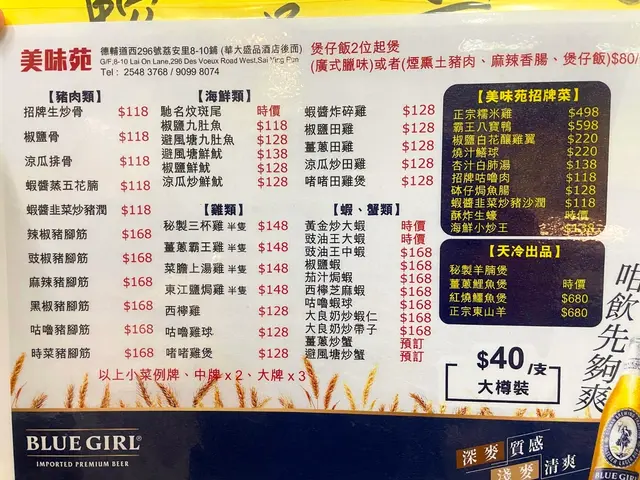 美味苑
德輔道西296號荔安里8-10鋪 (華大盛品酒店後面)
G/F,8-10 Lai On Lane,296 Des Voeux Road West,Sai Ying Pun
Tel : 2548 3768 / 9099 8074
煲仔飯2位起煲
(廣式臘味)或者(煙熏土豬肉、麻辣香腸、煲仔飯)$80/
【豬肉類】
招牌生炒骨 $118
椒鹽骨 $118
涼瓜排骨 $118
蝦醬蒸五花腩 $118
蝦醬韭菜炒豬潤 $118
辣椒豬腳筋 $168
豉椒豬腳筋 $168
麻辣豬腳筋 $168
黑椒豬腳筋 $168
咕嚕豬腳筋 $168
時菜豬腳筋 $168
【海鮮類】
馳名炆斑尾 時價
椒鹽九肚魚 $118
避風塘九肚魚 $128
避風塘鮮魷 $138
椒鹽鮮魷 $128
涼瓜炒鮮魷 $128
【雞類】
秘製三杯雞 半隻 $148
薑蔥霸王雞 半隻 $148
菜膽上湯雞 半隻 $148
東江鹽焗雞 半隻 $148
西檸雞 $128
咕嚕雞球 $128
啫啫雞煲 $128
蝦醬炸碎雞 $128
椒鹽田雞 $128
薑蔥田雞 $128
涼瓜炒田雞 $128
啫啫田雞煲 $128
【蝦、蟹類】
黃金炒大蝦 時價
豉油王大蝦 時價
豉油王中蝦 $168
椒鹽蝦 $168
茄汁焗蝦 $168
西檸芝麻蝦 $168
咕嚕蝦球 $168
大良奶炒蝦仁 $168
大良奶炒帶子 $168
薑蔥炒蟹 預訂
避風塘炒蟹 預訂
【美味苑招牌菜】
正宗糯米雞 $498
霸王八寶鴨 $598
椒鹽白花釀雞翼 $220
燒汁鱔球 $220
杏汁白肺湯 $138
招牌咕嚕肉 $118
砵仔焗魚腸 $128
蝦醬韭菜炒豬沙潤 $118
酥炸生蠔 時價
海鮮小炒王 $138
【天冷出品】
秘製羊腩煲
薑蔥鯉魚煲 時價
紅燒鱷魚煲 $680
正宗東山羊 $680
以上小菜例牌、中牌x2、大牌x3
$40/支
大樽裝
咁飲先夠爽
BLUE GIRL®
IMPORTED PREMIUM BEER
深麥 質感
淺麥 清爽
BLUE GIRL